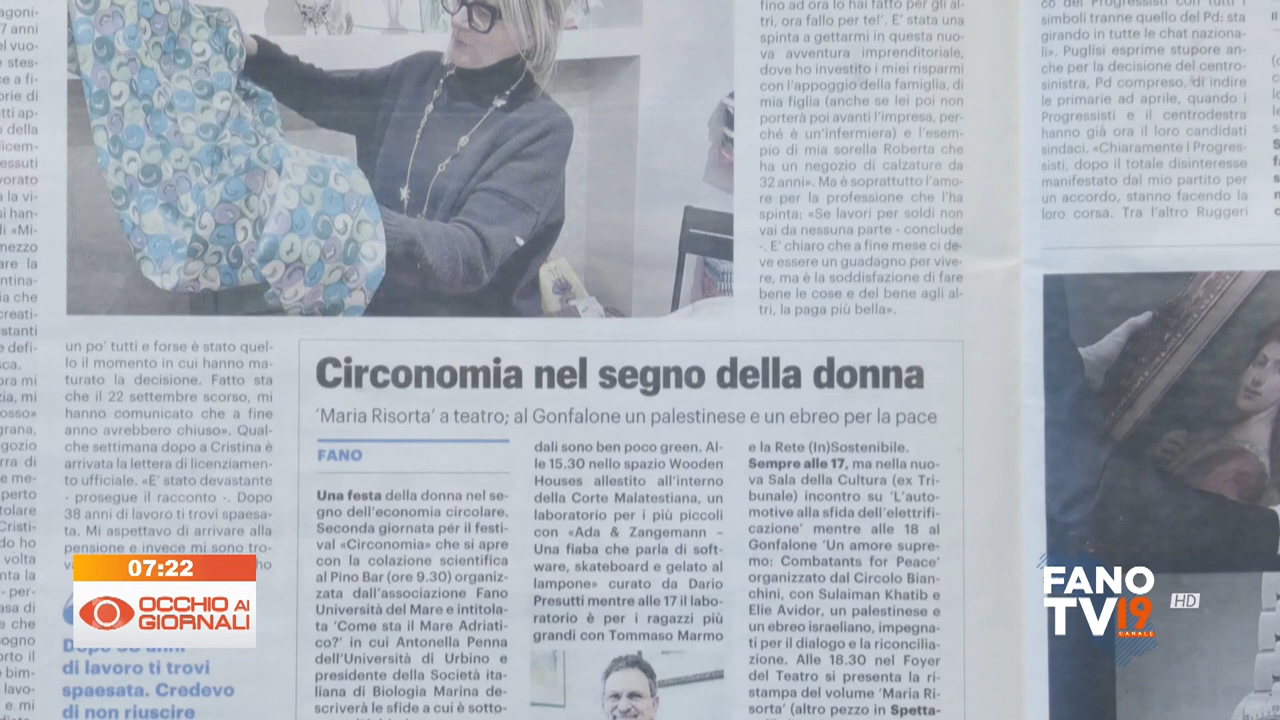 fino ad ora lo hai fatto per gli al-
tri, ora fallo per te!'. E' stata una
spinta a gettarmi in questa nuo-
va avventura imprenditoriale,
dove ho investito i miei risparmi
con l'appoggio della famiglia, di
mia figlia (anche se lei poi non
porterà poi avanti l'impresa, per-
ché è un'infermiera) e l'esem-
pio di mia sorella Roberta che
ha un negozio di calzature da
32 anni». Ma è soprattutto l'amo-
re per la professione che l'ha
spinta: «Se lavori per soldi non
vai da nessuna parte - conclude
-. E' chiaro che a fine mese ci de-
ve essere un guadagno per vive-
re, ma è la soddisfazione di fare
bene le cose e del bene agli al-
tri, la paga più bella».
co dei Progressisti con tutti i
simboli tranne quello del Pd: sta
girando in tutte le chat naziona-
li». Puglisi esprime stupore an-
che per la decisione del centro-
sinistra, Pd compreso, di indire
le primarie ad aprile, quando i
Progressisti e il centrodestra
hanno già ora il loro candidati
sindaci. «Chiaramente I Progres-
sisti, dopo il totale disinteresse
manifestato dal mio partito per
un accordo, stanno facendo la
loro corsa. Tra l'altro Ruggeri
un po' tutti e forse è stato quel-
lo il momento in cui hanno ma-
turato la decisione. Fatto sta
che il 22 settembre scorso, mi
hanno comunicato che a fine
anno avrebbero chiuso». Qual-
che settimana dopo a Cristina è
arrivata la lettera di licenziamen-
to ufficiale. «E' stato devastante
- prosegue il racconto -. Dopo
38 anni di lavoro ti trovi spaesa-
ta. Mi aspettavo di arrivare alla
pensione e invece mi sono tro-
di lavoro ti trovi
spaesata. Credevo
di non riuscire
Circonomia nel segno della donna
'Maria Risorta' a teatro; al Gonfalone un palestinese e un ebreo per la pace
FANO
Una festa della donna nel se-
gno dell'economia circolare.
Seconda giornata per il festi-
val «Circonomia» che si apre
con la colazione scientifica
al Pino Bar (ore 9.30) organiz-
zata dall'associazione Fano
Università del Mare e intitola-
ta 'Come sta il Mare Adriati-
co?' in cui Antonella Penna
dell'Università di Urbino e
presidente della Società ita-
liana di Biologia Marina de-
scriverà le sfide a cui è sotto-
dali sono ben poco green. Al-
le 15.30 nello spazio Wooden
Houses allestito all'interno
della Corte Malatestiana, un
laboratorio per i più piccoli
con «Ada & Zangemann –
Una fiaba che parla di soft-
ware, skateboard e gelato al
lampone» curato da Dario
Presutti mentre alle 17 il labo-
ratorio è per i ragazzi più
grandi con Tommaso Marmo
e la Rete (In)Sostenibile.
Sempre alle 17, ma nella nuo-
va Sala della Cultura (ex Tri-
bunale) incontro su 'L'auto-
motive alla sfida dell'elettrifi-
cazione' mentre alle 18 al
Gonfalone 'Un amore supre-
mo: Combatants for Peace'
organizzato dal Circolo Bian-
chini, con Sulaiman Khatib e
Elie Avidor, un palestinese e
un ebreo israeliano, impegna-
ti per il dialogo e la riconcilia-
zione. Alle 18.30 nel Foyer
del Teatro si presenta la ri-
stampa del volume 'Maria Ri-
sorta' (altro pezzo in Spetta-
07:22
OCCHIO AI
GIORNALI
FANO
TV19
CANALE
HD